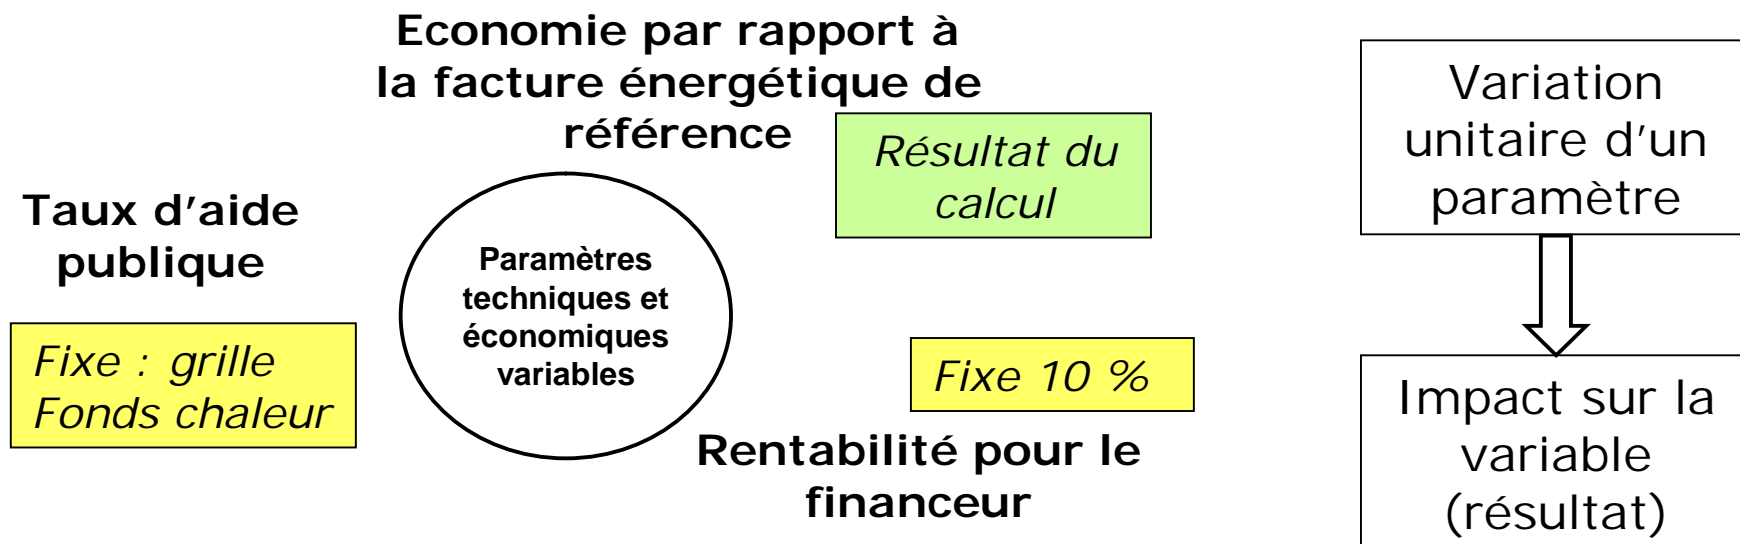 Economie par rapport à
la facture énergétique de
référence
Résultat du
calcul
Taux d'aide
publique
Fixe : grille
Fonds chaleur
Paramètres
techniques et
économiques
variables
Fixe 10 %
Rentabilité pour le
financeur
Variation
unitaire d'un
paramètre
Impact sur la
variable
(résultat)